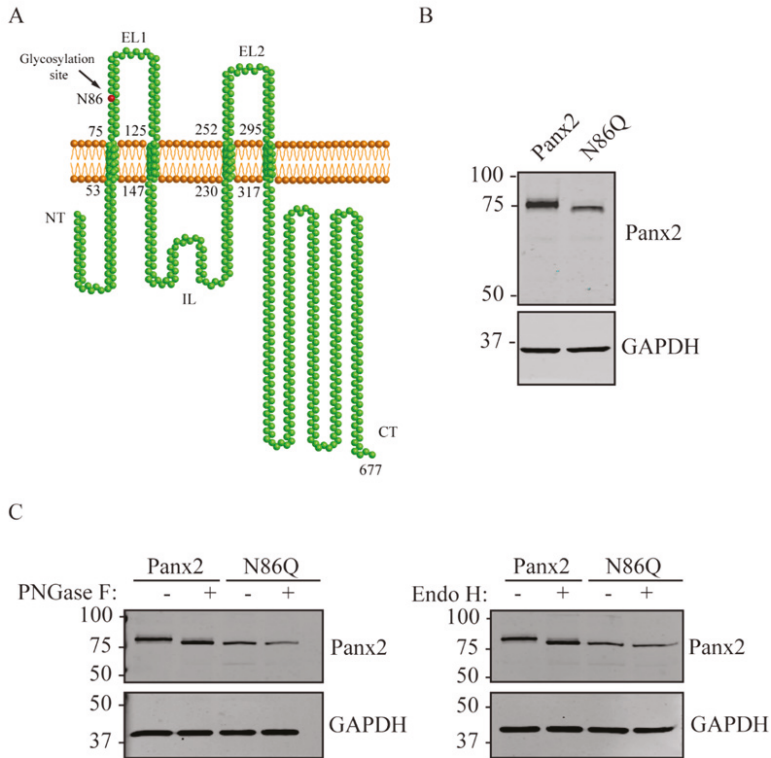 A
EL1
EL2
Glycosylation
site
N86
75 125 252 295
53 147 230 317
NT
IL
CT
677
B
Panx2 N86Q
100 -
75 - Panx2
50 -
37 - GAPDH
C
Panx2 N86Q
PNGase F: - + - +
100 -
75 - Panx2
50 -
50 -
GAPDH
37 -
Panx2 N86Q
Endo H: - + - +
100 -
75 - Panx2
50 -
50 -
GAPDH
37 -